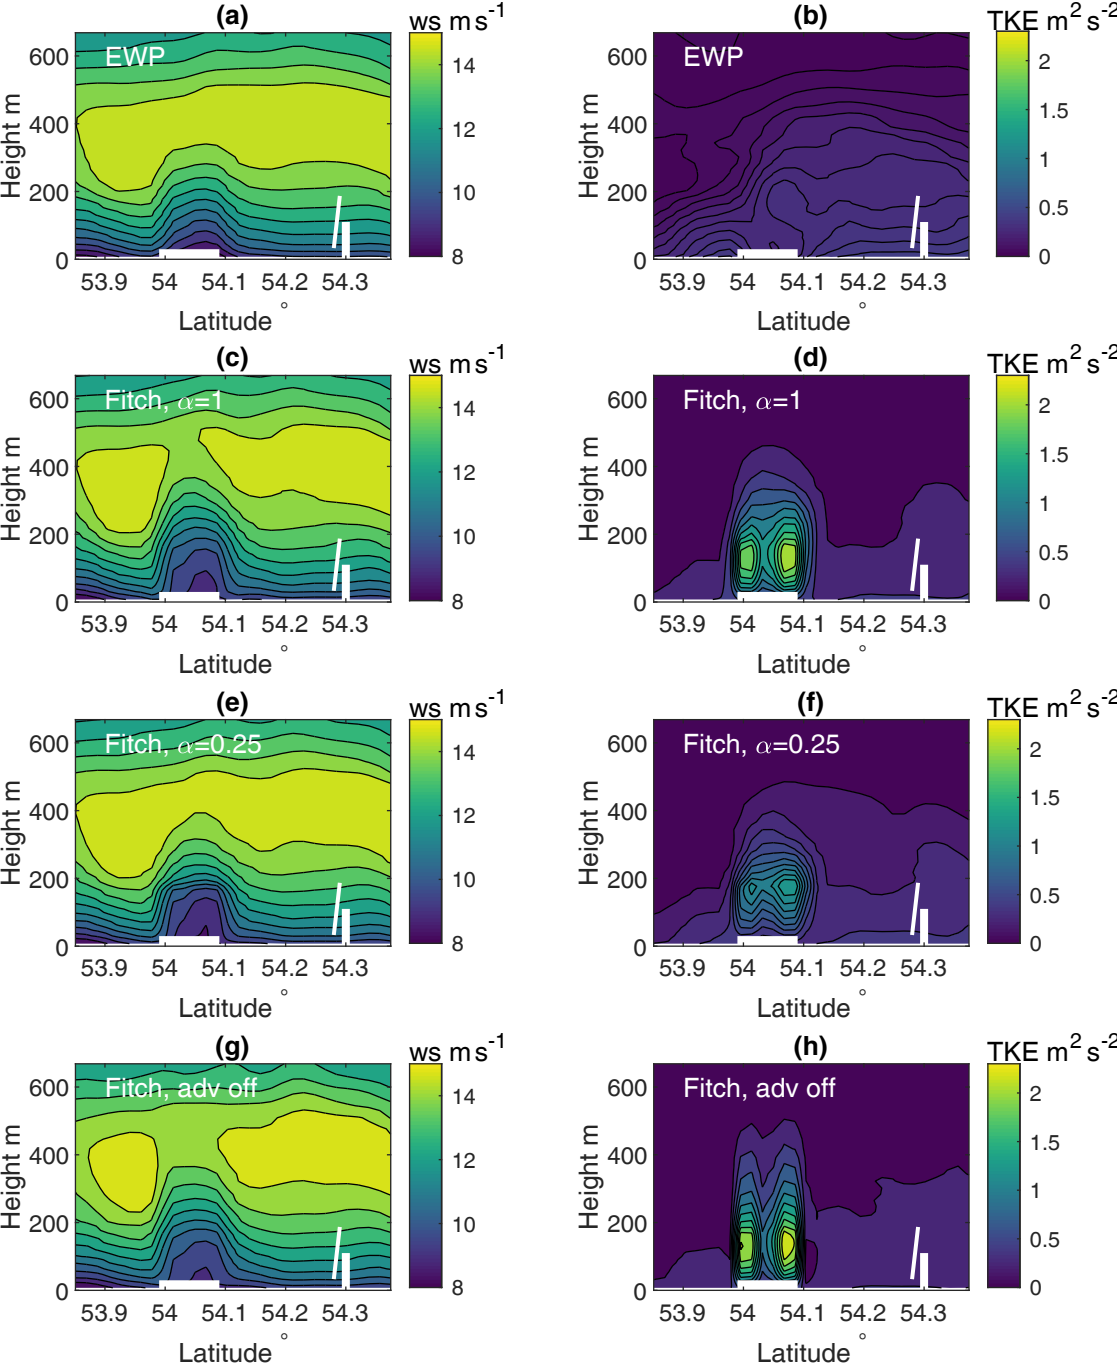 (a)
ws m s-1
EWP
Height m
600
400
200
0
14
12
10
8
53.9 54 54.1 54.2 54.3
Latitude °
(b)
TKE m2 s-2
EWP
Height m
600
400
200
0
2
1.5
1
0.5
0
53.9 54 54.1 54.2 54.3
Latitude °
(c)
ws m s-1
Fitch, α=1
Height m
600
400
200
0
14
12
10
8
53.9 54 54.1 54.2 54.3
Latitude °
(d)
TKE m2 s-2
Fitch, α=1
Height m
600
400
200
0
2
1.5
1
0.5
0
53.9 54 54.1 54.2 54.3
Latitude °
(e)
ws m s-1
Fitch, α=0.25
Height m
600
400
200
0
14
12
10
8
53.9 54 54.1 54.2 54.3
Latitude °
(f)
TKE m2 s-2
Fitch, α=0.25
Height m
600
400
200
0
2
1.5
1
0.5
0
53.9 54 54.1 54.2 54.3
Latitude °
(g)
ws m s-1
Fitch, adv off
Height m
600
400
200
0
14
12
10
8
53.9 54 54.1 54.2 54.3
Latitude °
(h)
TKE m2 s-2
Fitch, adv off
Height m
600
400
200
0
2
1.5
1
0.5
0
53.9 54 54.1 54.2 54.3
Latitude °